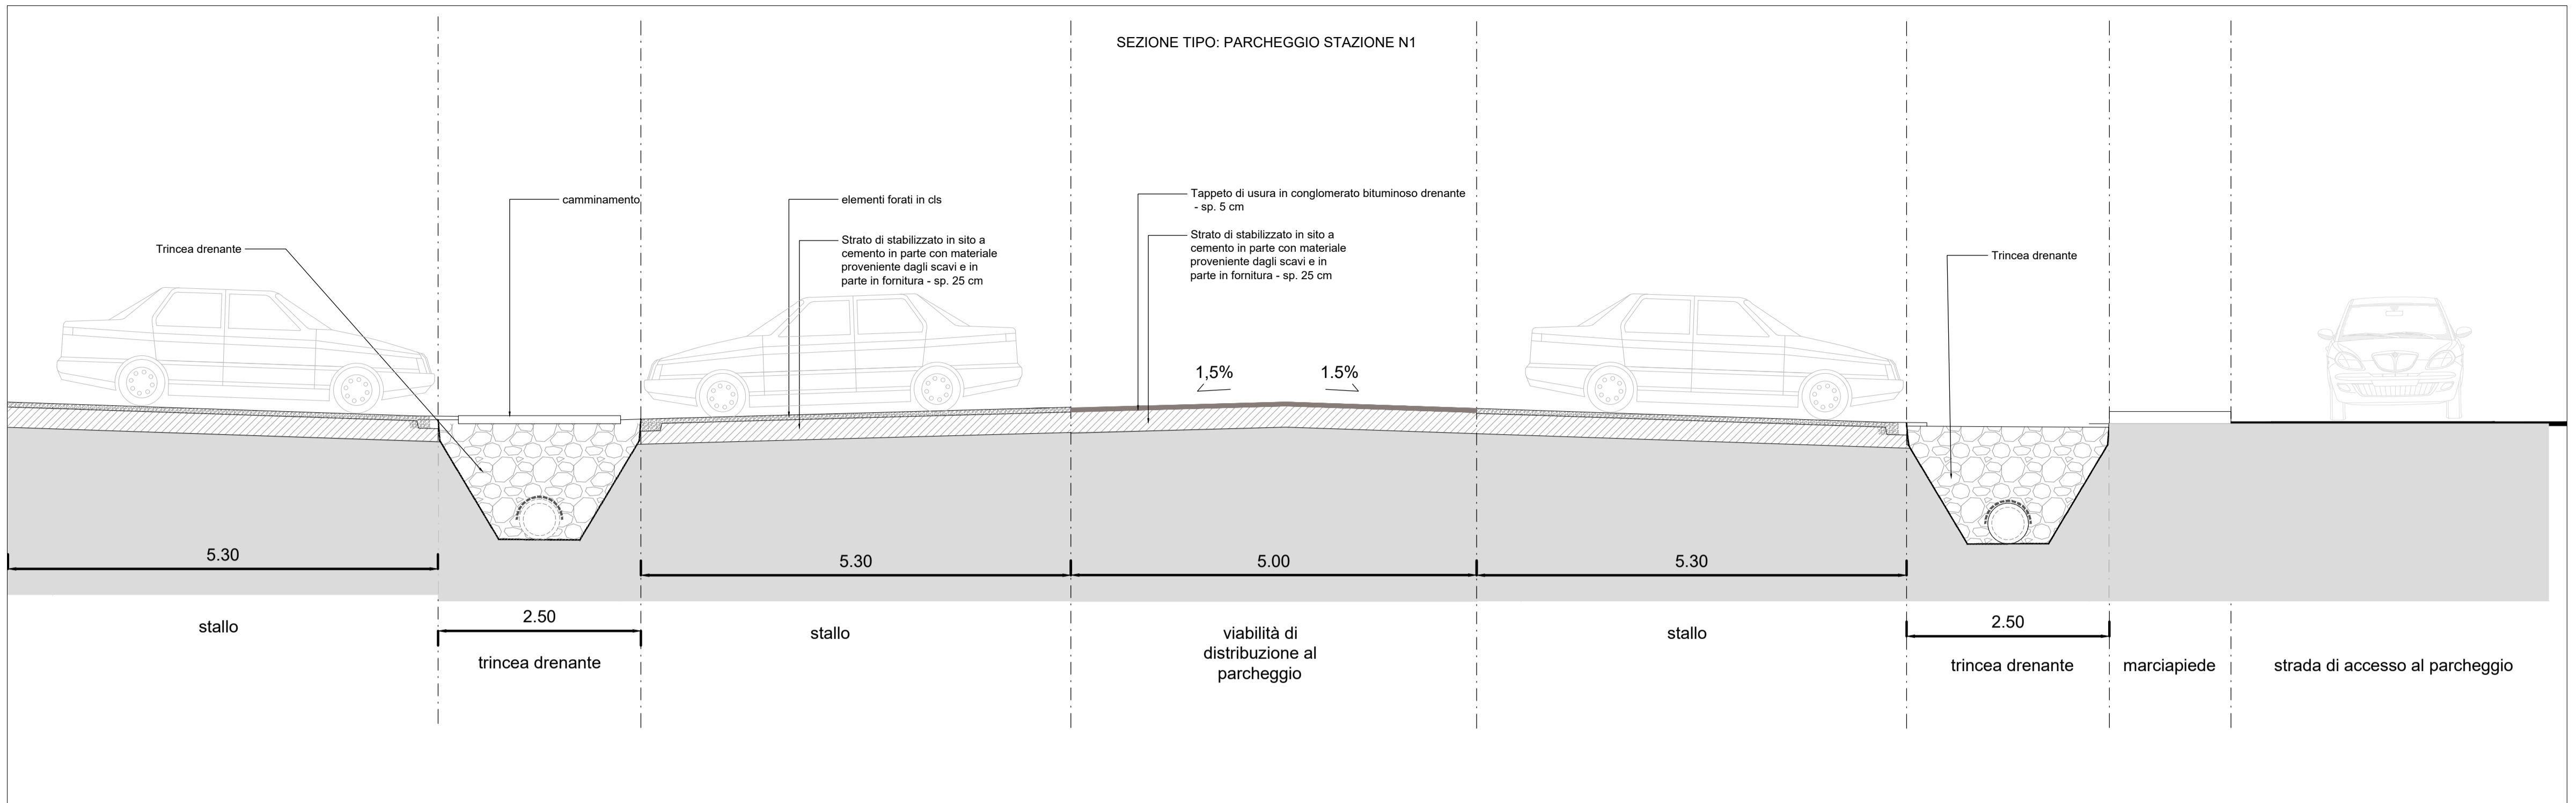 SEZIONE TIPO: PARCHEGGIO STAZIONE N1
Trincea drenante
camminamento
elementi forati in cls
Strato di stabilizzato in sito a
cemento in parte con materiale
proveniente dagli scavi e in
parte in fornitura - sp. 25 cm
Tappeto di usura in conglomerato bituminoso drenante
- sp. 5 cm
Strato di stabilizzato in sito a
cemento in parte con materiale
proveniente dagli scavi e in
parte in fornitura - sp. 25 cm
Trincea drenante
1,5%
1.5%
5.30
5.30
5.00
5.30
2.50
2.50
stallo
trincea drenante
stallo
viabilità di
distribuzione al
parcheggio
stallo
trincea drenante
marciapiede
strada di accesso al parcheggio